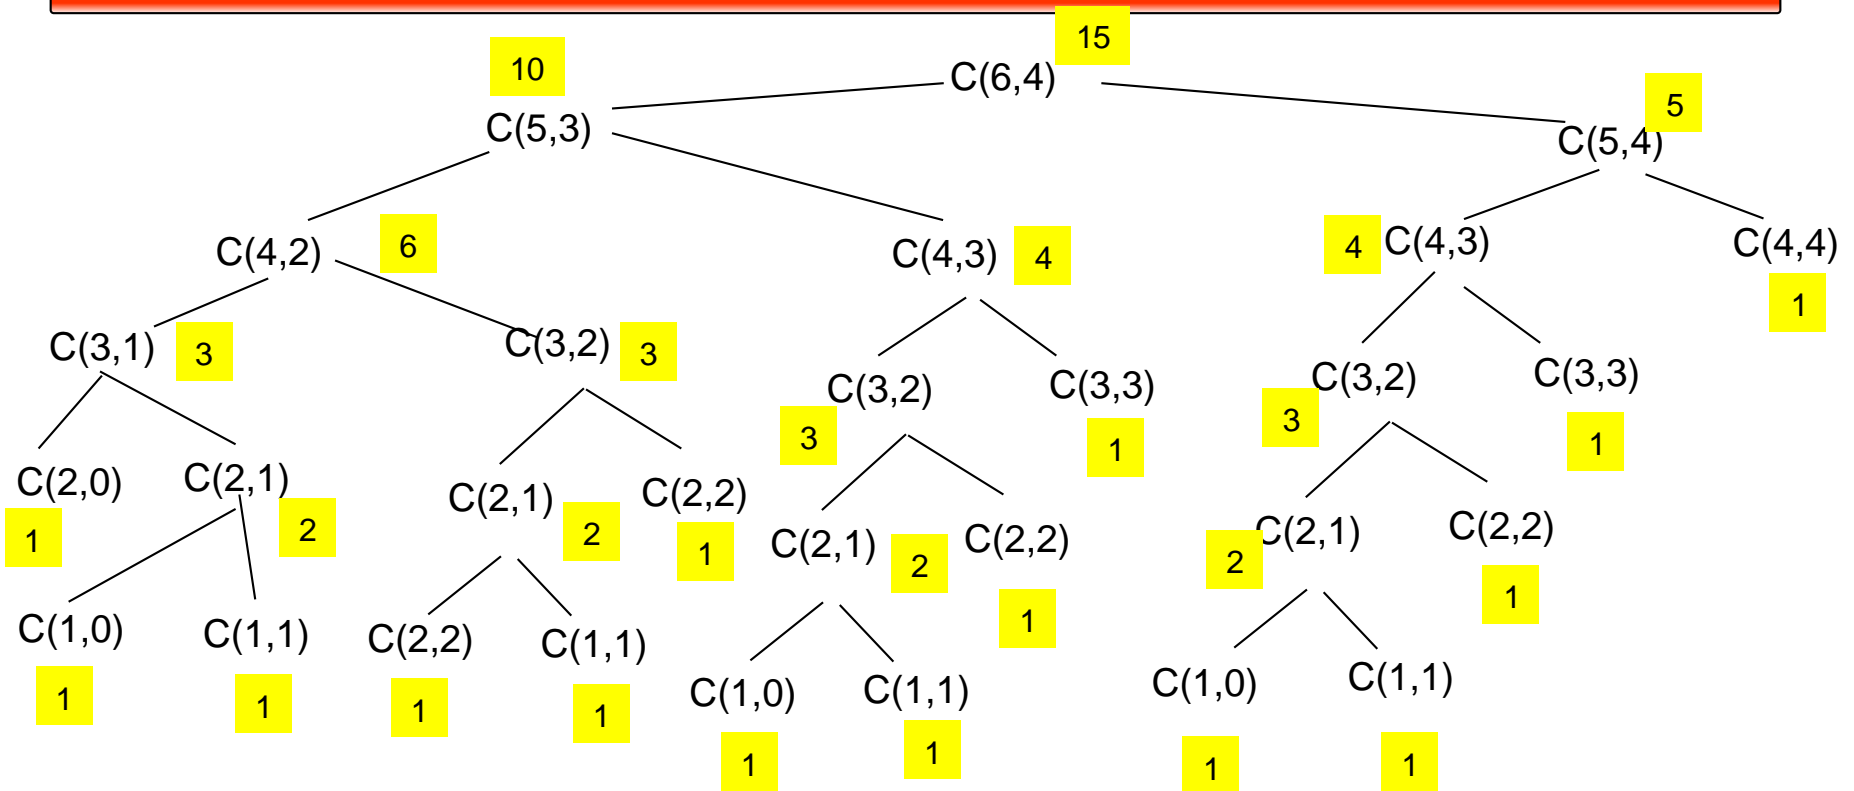 15
10
C(6,4)
5
C(5,3)
C(5,4)
C(4,2)
6
C(4,3)
4
4
C(4,3)
C(4,4)
1
C(3,1)
3
C(3,2)
3
C(3,2)
3
C(3,3)
1
C(3,2)
3
C(3,3)
1
C(2,0)
1
C(2,1)
2
C(2,1)
2
C(2,2)
1
C(2,1)
2
C(2,2)
1
C(2,1)
2
C(2,2)
1
C(1,0)
1
C(1,1)
1
C(2,2)
1
C(1,1)
1
C(1,0)
1
C(1,1)
1
C(1,0)
1
C(1,1)
1